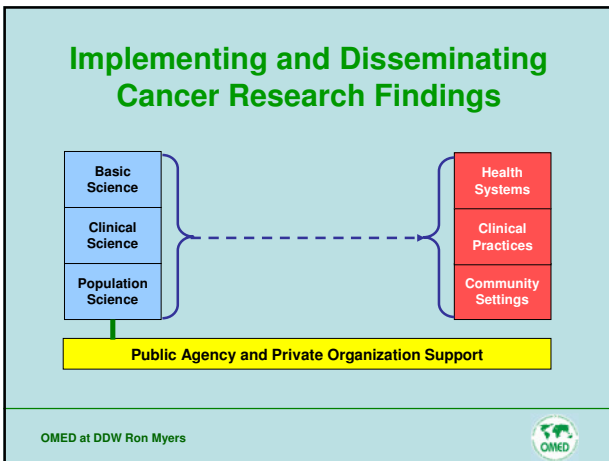 Implementing and Disseminating
Cancer Research Findings
Basic
Science
Clinical
Science
Population
Science
Health
Systems
Clinical
Practices
Community
Settings
Public Agency and Private Organization Support
OMED at DDW Ron Myers
OMED